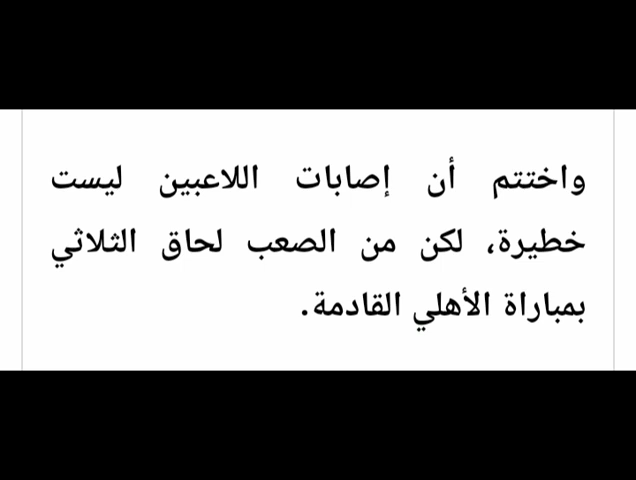 واختتم أن إصابات اللاعبين ليست
خطيرة، لكن من الصعب لحاق الثلاثي
بمباراة الأهلي القادمة.